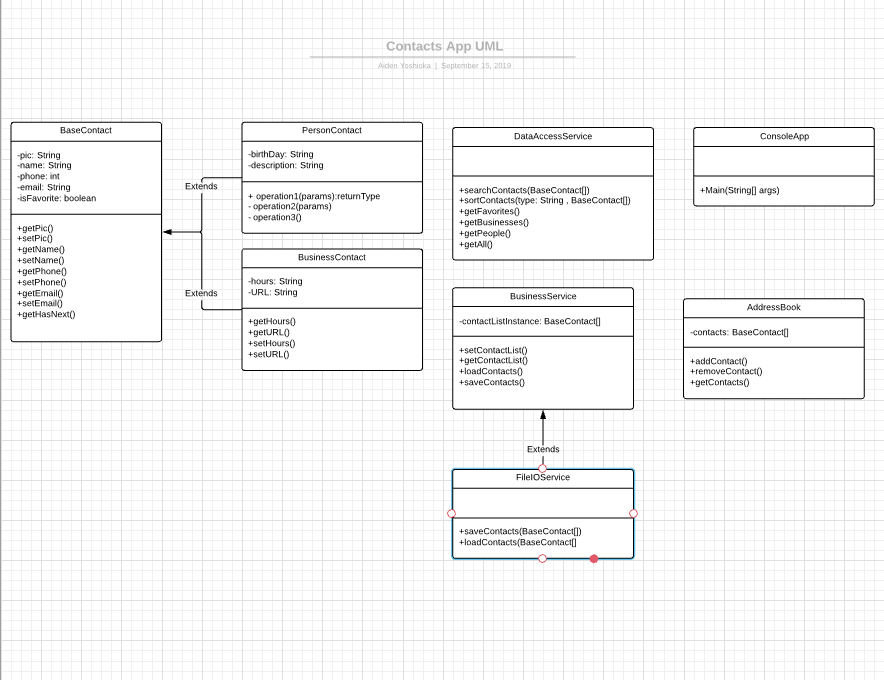 Contacts App UML
Aiden Yoshioka | September 15, 2019
BaseContact
-pic: String
-name: String
-phone: int
-email: String
-isFavorite: boolean
+getPic()
+setPic()
+getName()
+setName()
+getPhone()
+setPhone()
+getEmail()
+setEmail()
+getHasNext()
Extends
Extends
PersonContact
-birthDay: String
-description: String
+ operation1(params):returnType
- operation2(params)
- operation3()
BusinessContact
-hours: String
-URL: String
+getHours()
+getURL()
+setHours()
+setURL()
DataAccessService
+searchContacts(BaseContact[])
+sortContacts(type: String , BaseContact[])
+getFavorites()
+getBusinesses()
+getPeople()
+getAll()
ConsoleApp
+Main(String[] args)
BusinessService
-contactListInstance: BaseContact[]
+setContactList()
+getContactList()
+loadContacts()
+saveContacts()
AddressBook
-contacts: BaseContact[]
+addContact()
+removeContact()
+getContacts()
Extends
FileIOService
+saveContacts(BaseContact[])
+loadContacts(BaseContact[]